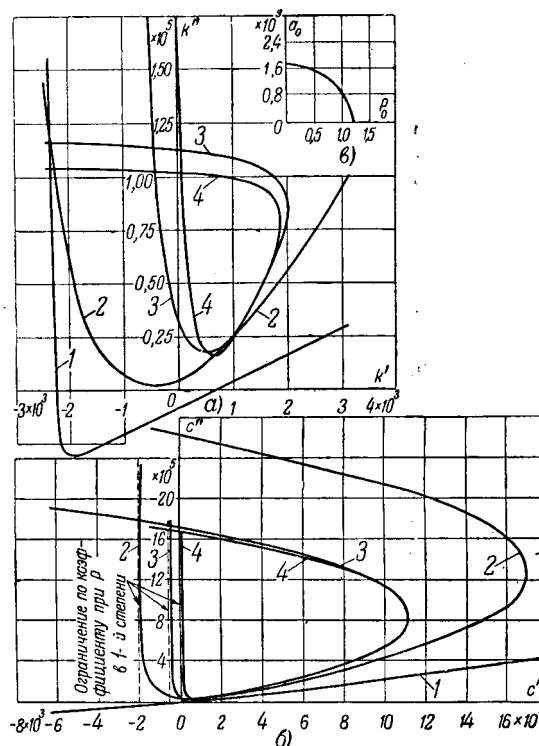 ×10⁵ k" ×10⁹ a₀
1,50
1,25
1,00
0,75
0,50
0,25
2,4
1,6
0,8
0
0,5 1,0 1,5 ρ₀
в)
3
4
2
1
3
4
2
-3×10³ -2 -1 0 1 2 3 4×10³
k'
а)
c"
×10⁵
20
16
12
8
4
2
3
4
4
3
2
1
Ограничение по коэф-
фициенту при ρ
в 1-й степени
-8×10³ -6 -4 -2 0 2 4 6 8 10 12 14 16×10
c'
б)